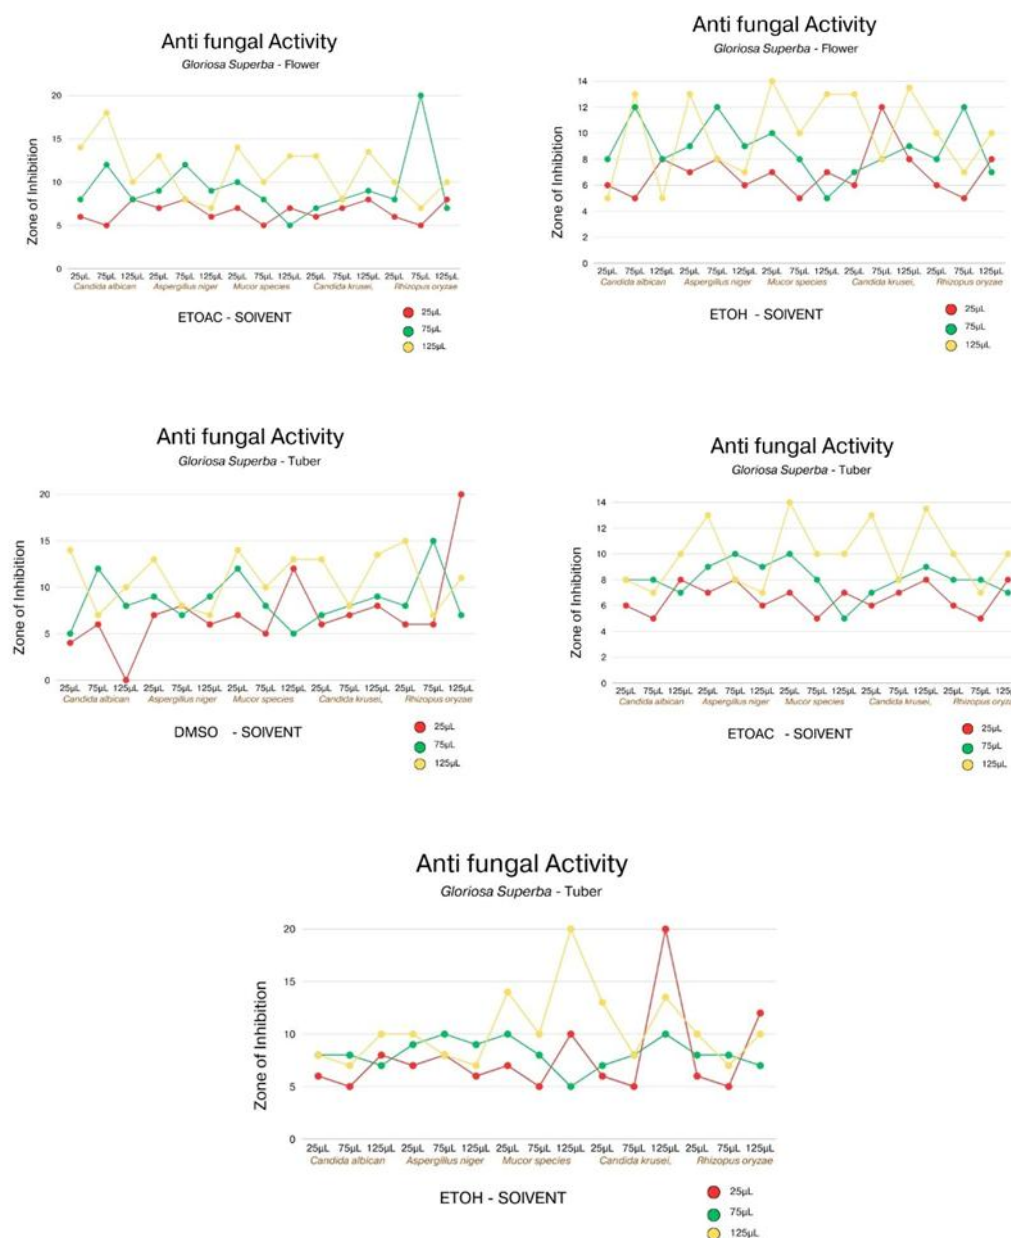 Anti fungal Activity
Gloriosa Superba - Flower
Zone of Inhibition
20
15
10
5
0
25µL 75µL 125µL 25µL 75µL 125µL 25µL 75µL 125µL 25µL 75µL 125µL 25µL 75µL 125µL
Candida albican Aspergillus niger Mucor species Candida krusei, Rhizopus oryzae
ETOAC - SOIVENT
25µL
75µL
125µL
Anti fungal Activity
Gloriosa Superba - Flower
Zone of Inhibition
14
12
10
8
6
4
2
0
25µL 75µL 125µL 25µL 75µL 125µL 25µL 75µL 125µL 25µL 75µL 125µL 25µL 75µL 125µL
Candida albican Aspergillus niger Mucor species Candida krusei, Rhizopus oryzae
ETOH - SOIVENT
25µL
75µL
125µL
Anti fungal Activity
Gloriosa Superba - Tuber
Zone of Inhibition
20
15
10
5
0
25µL 75µL 125µL 25µL 75µL 125µL 25µL 75µL 125µL 25µL 75µL 125µL 25µL 75µL 125µL
Candida albican Aspergillus niger Mucor species Candida krusei, Rhizopus oryzae
DMSO - SOIVENT
25µL
75µL
125µL
Anti fungal Activity
Gloriosa Superba - Tuber
Zone of Inhibition
14
12
10
8
6
4
2
0
25µL 75µL 125µL 25µL 75µL 125µL 25µL 75µL 125µL 25µL 75µL 125µL 25µL 75µL 125µL
Candida albican Aspergillus niger Mucor species Candida krusei, Rhizopus oryza
ETOAC - SOIVENT
25µL
75µL
125µL
Anti fungal Activity
Gloriosa Superba - Tuber
Zone of Inhibition
20
15
10
5
0
25µL 75µL 125µL 25µL 75µL 125µL 25µL 75µL 125µL 25µL 75µL 125µL 25µL 75µL 125µL
Candida albican Aspergillus niger Mucor species Candida krusei, Rhizopus oryzae
ETOH - SOIVENT
25µL
75µL
125µL